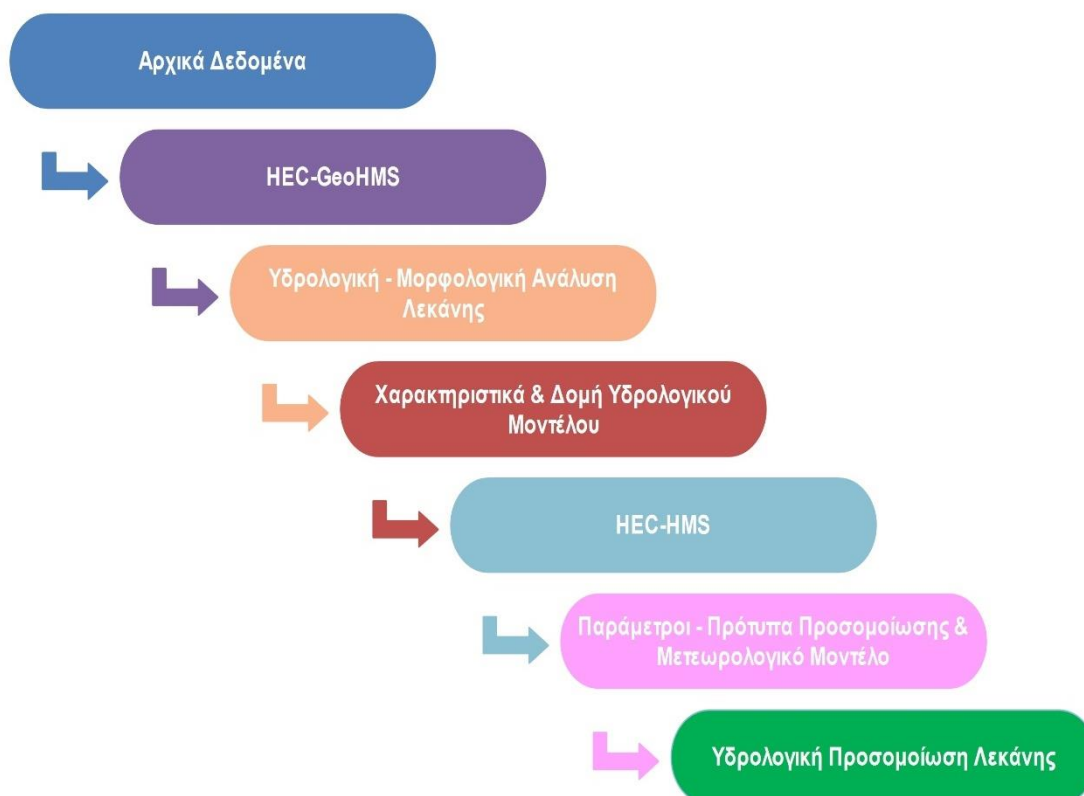 Αρχικά Δεδομένα
HEC-GeoHMS
Υδρολογική - Μορφολογική Ανάλυση
Λεκάνης
Χαρακτηριστικά & Δομή Υδρολογικού
Μοντέλου
HEC-HMS
Παράμετροι - Πρότυπα Προσομοίωσης &
Μετεωρολογικό Μοντέλο
Υδρολογική Προσομοίωση Λεκάνης